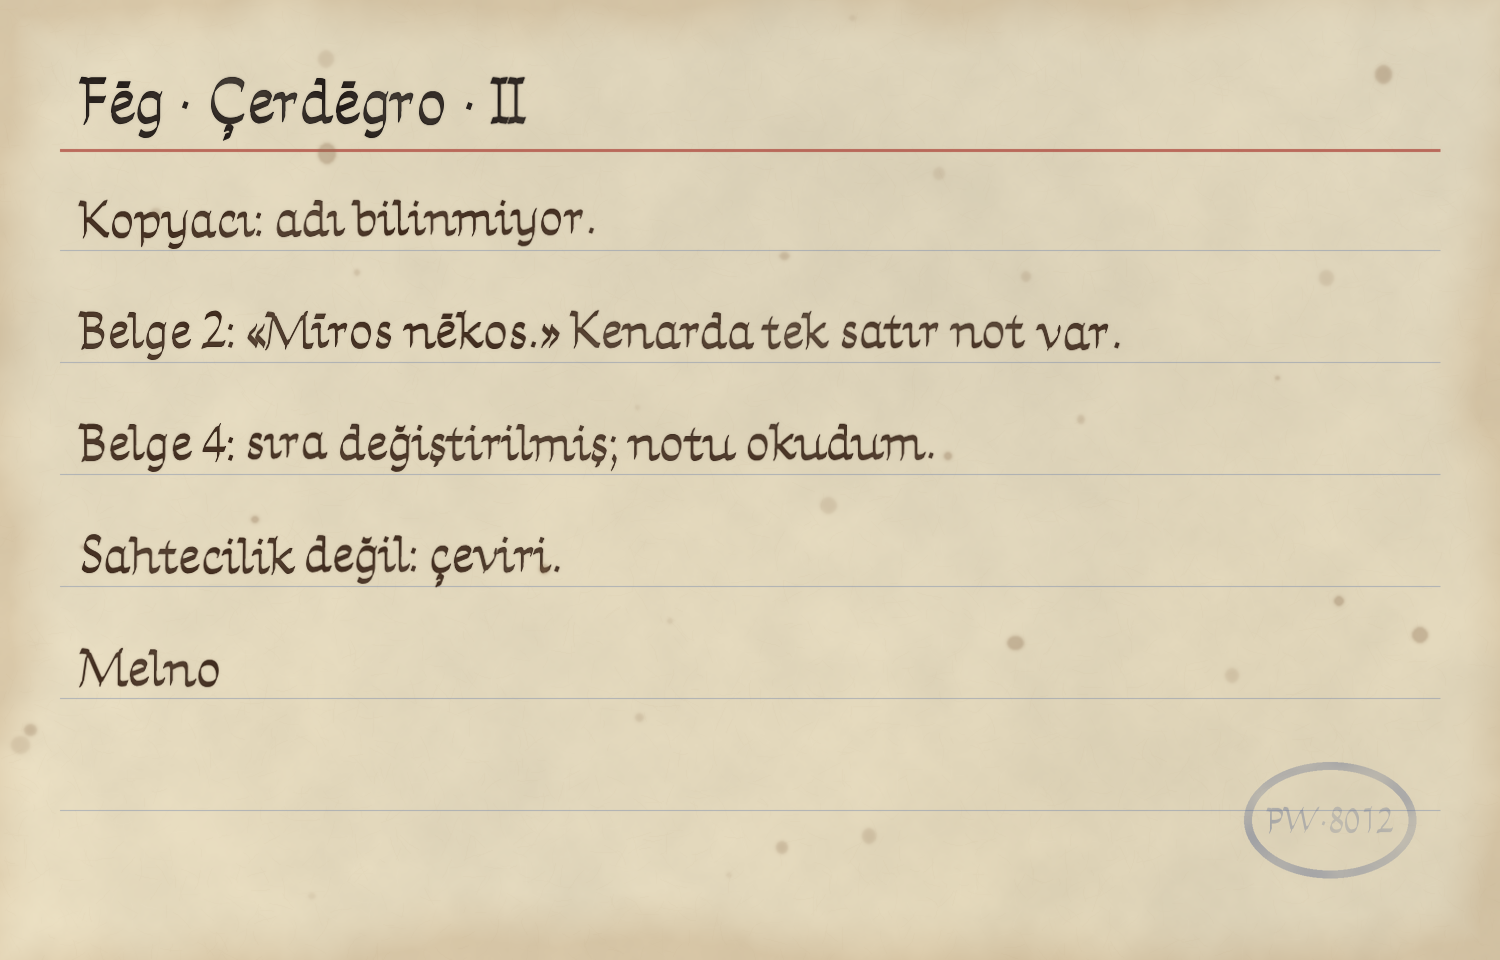 Fēg · Çerdēgro · II
Kopyacı: adı bilinmiyor.
Belge 2: «Mīros nēkos.» Kenarda tek satır not var.
Belge 4: sıra değiştirilmiş; notu okudum.
Sahtecilik değil: çeviri.
Melno
PW·8012